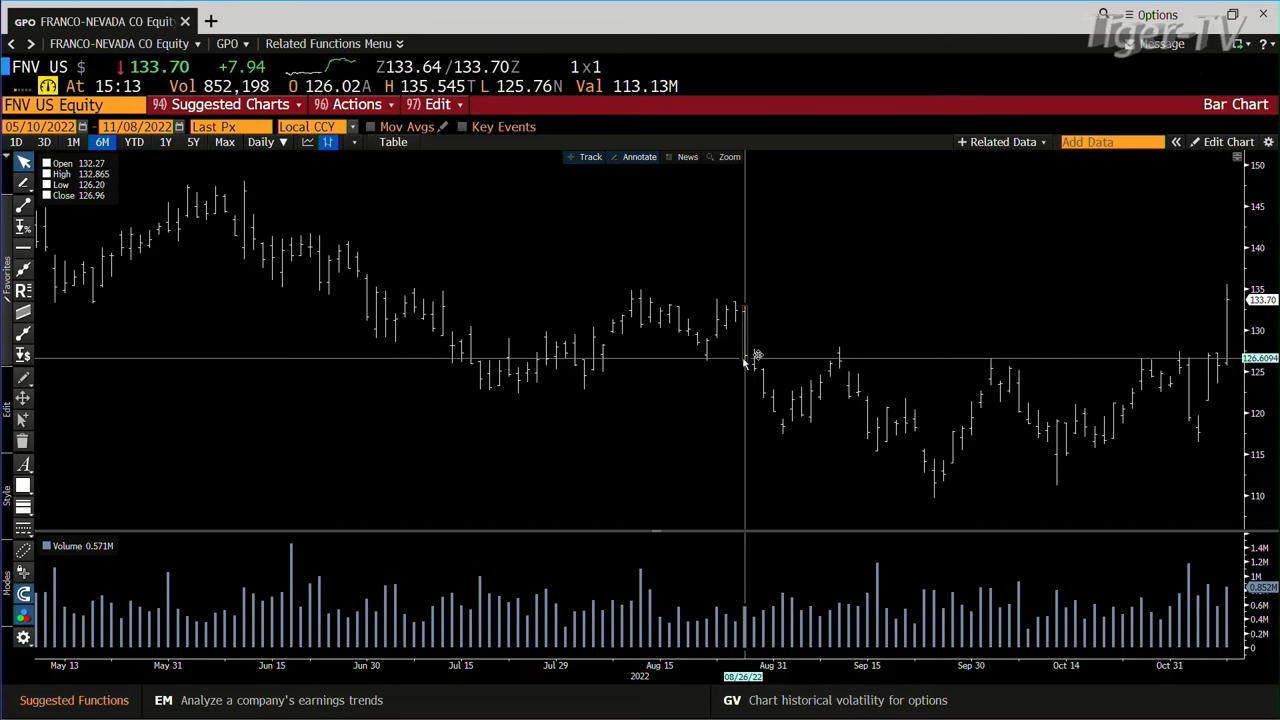 GPO FRANCO-NEVADA CO Equity × +
Options
Tiger-TV
< > FRANCO-NEVADA CO Equity GPO Related Functions Menu
Message
?
FNV US $ ↓133.70 +7.94 Z133.64/133.70Z 1x1
At 15:13 Vol 852,198 O 126.02A H 135.545T L 125.76N Val 113.13M
FNV US Equity 94) Suggested Charts 96) Actions 97) Edit Bar Chart
05/10/2022 - 11/08/2022 Last Px Local CCY Mov Avgs Key Events
1D 3D 1M 6M YTD 1Y 5Y Max Daily ▼ Table + Related Data Add Data « Edit Chart
Track Annotate News Zoom
Open 132.27
High 132.865
Low 126.20
Close 126.96
150
145
140
135
133.70
130
126.6094
125
120
115
110
Favorites
Edit
Style
Modes
Volume 0.571M
1.4M
1.2M
1M
0.852M
0.6M
0.4M
0.2M
0
May 13 May 31 Jun 15 Jun 30 Jul 15 Jul 29 Aug 15 Aug 31 Sep 15 Sep 30 Oct 14 Oct 31
2022 08/26/22
Suggested Functions EM Analyze a company's earnings trends GV Chart historical volatility for options